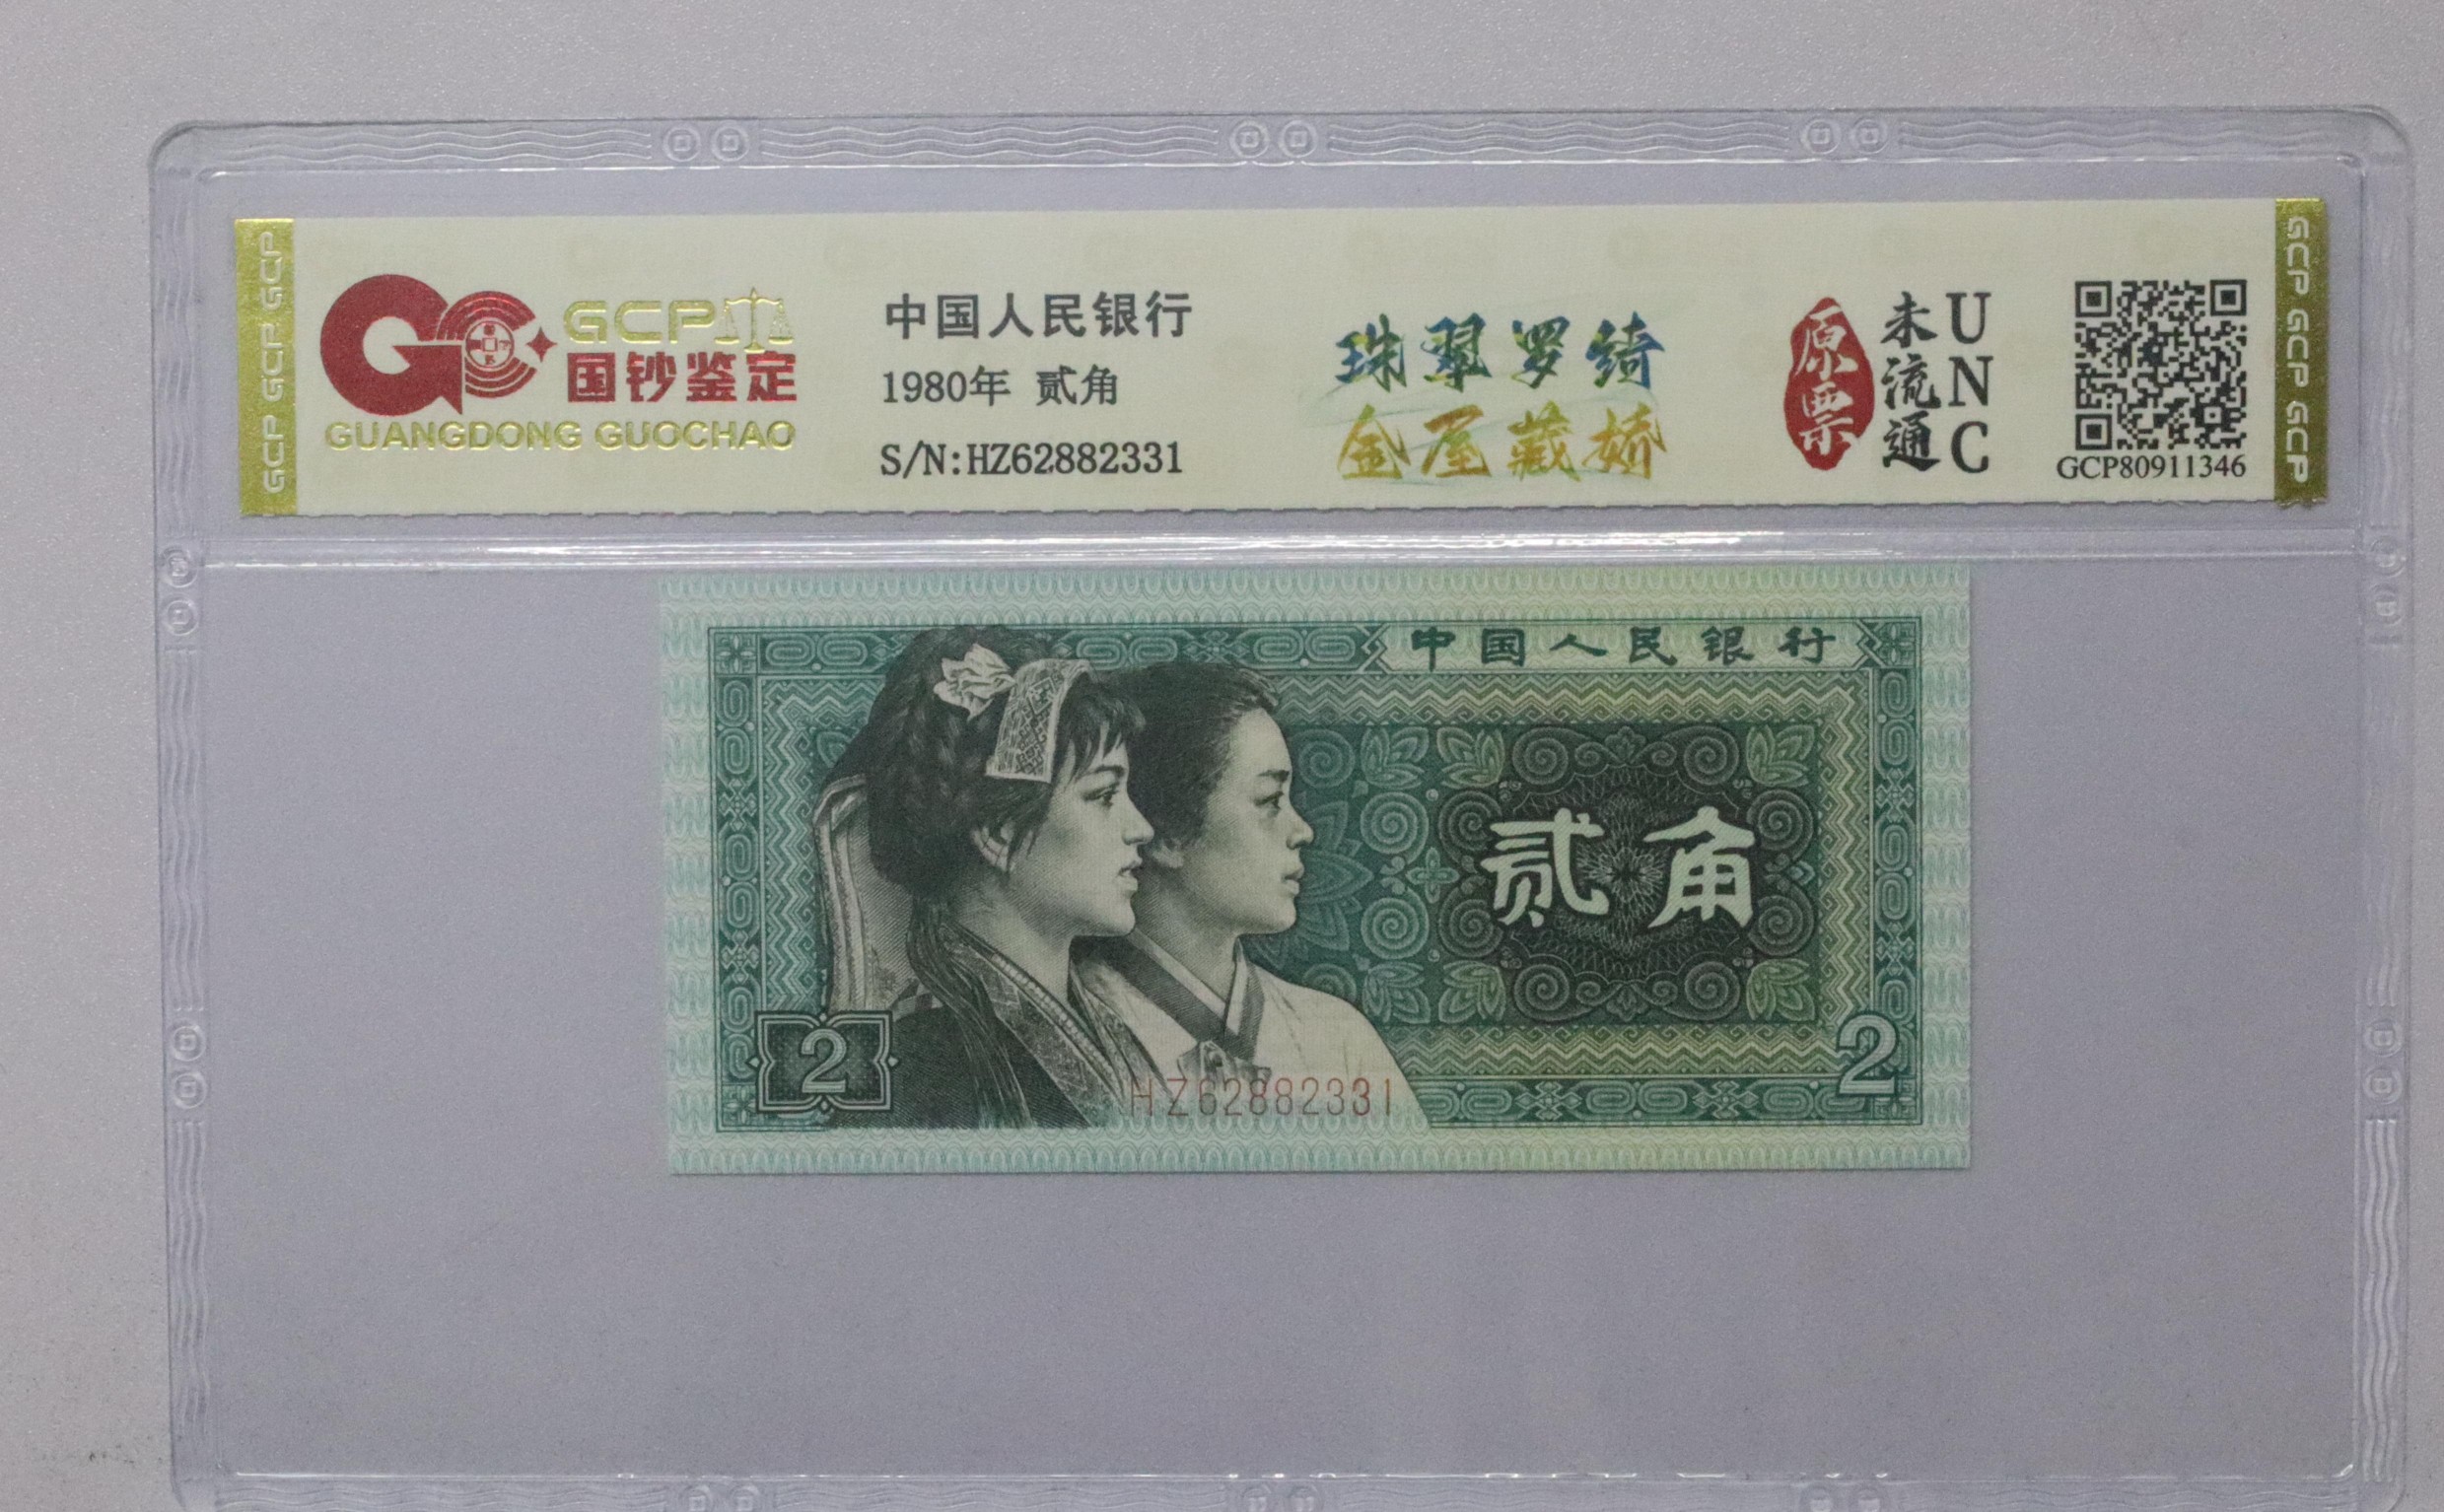 GCP GCP GCP
GCP
国钞鉴定
GUANGDONG GUOCHAO
中国人民银行
1980年 贰角
S/N:HZ62882331
珠翠罗绮
金屋藏娇
原票
未流通
UNC
GCP80911346
GCP GCP GCP
中国人民银行
贰角
2
2
HZ62882331